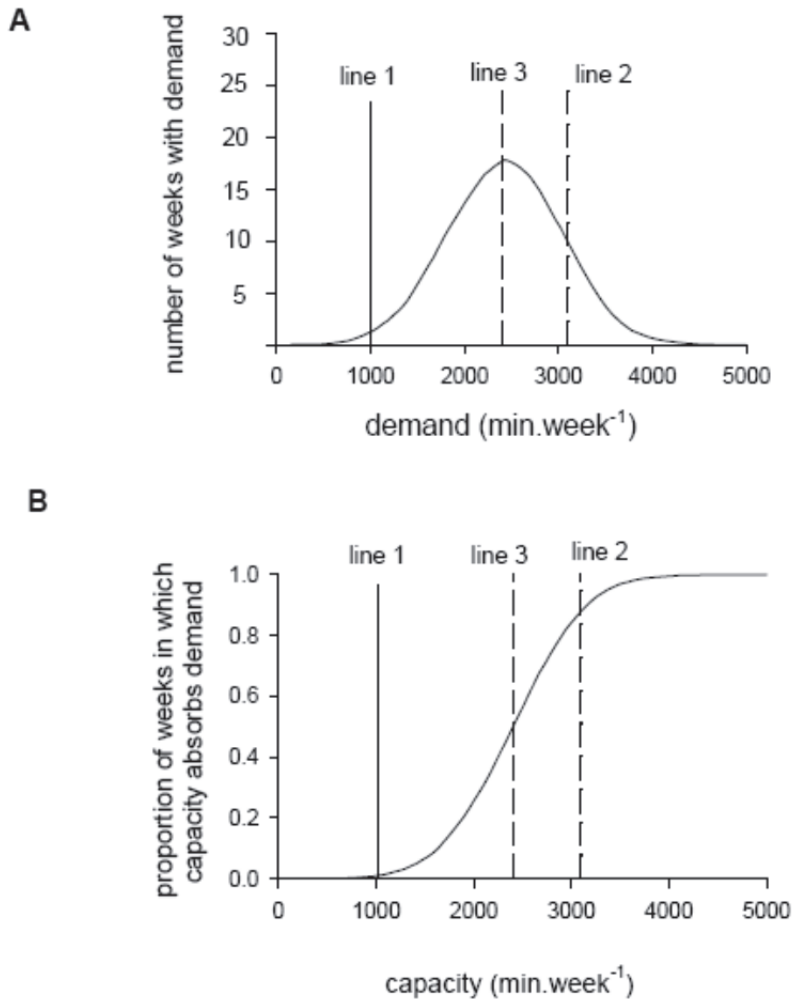 A
number of weeks with demand
30
25
20
15
10
5
line 1
line 3
line 2
0 1000 2000 3000 4000 5000
demand (min.week-1)
B
proportion of weeks in which
capacity absorbs demand
1.0
0.8
0.6
0.4
0.2
0.0
line 1
line 3
line 2
0 1000 2000 3000 4000 5000
capacity (min.week-1)